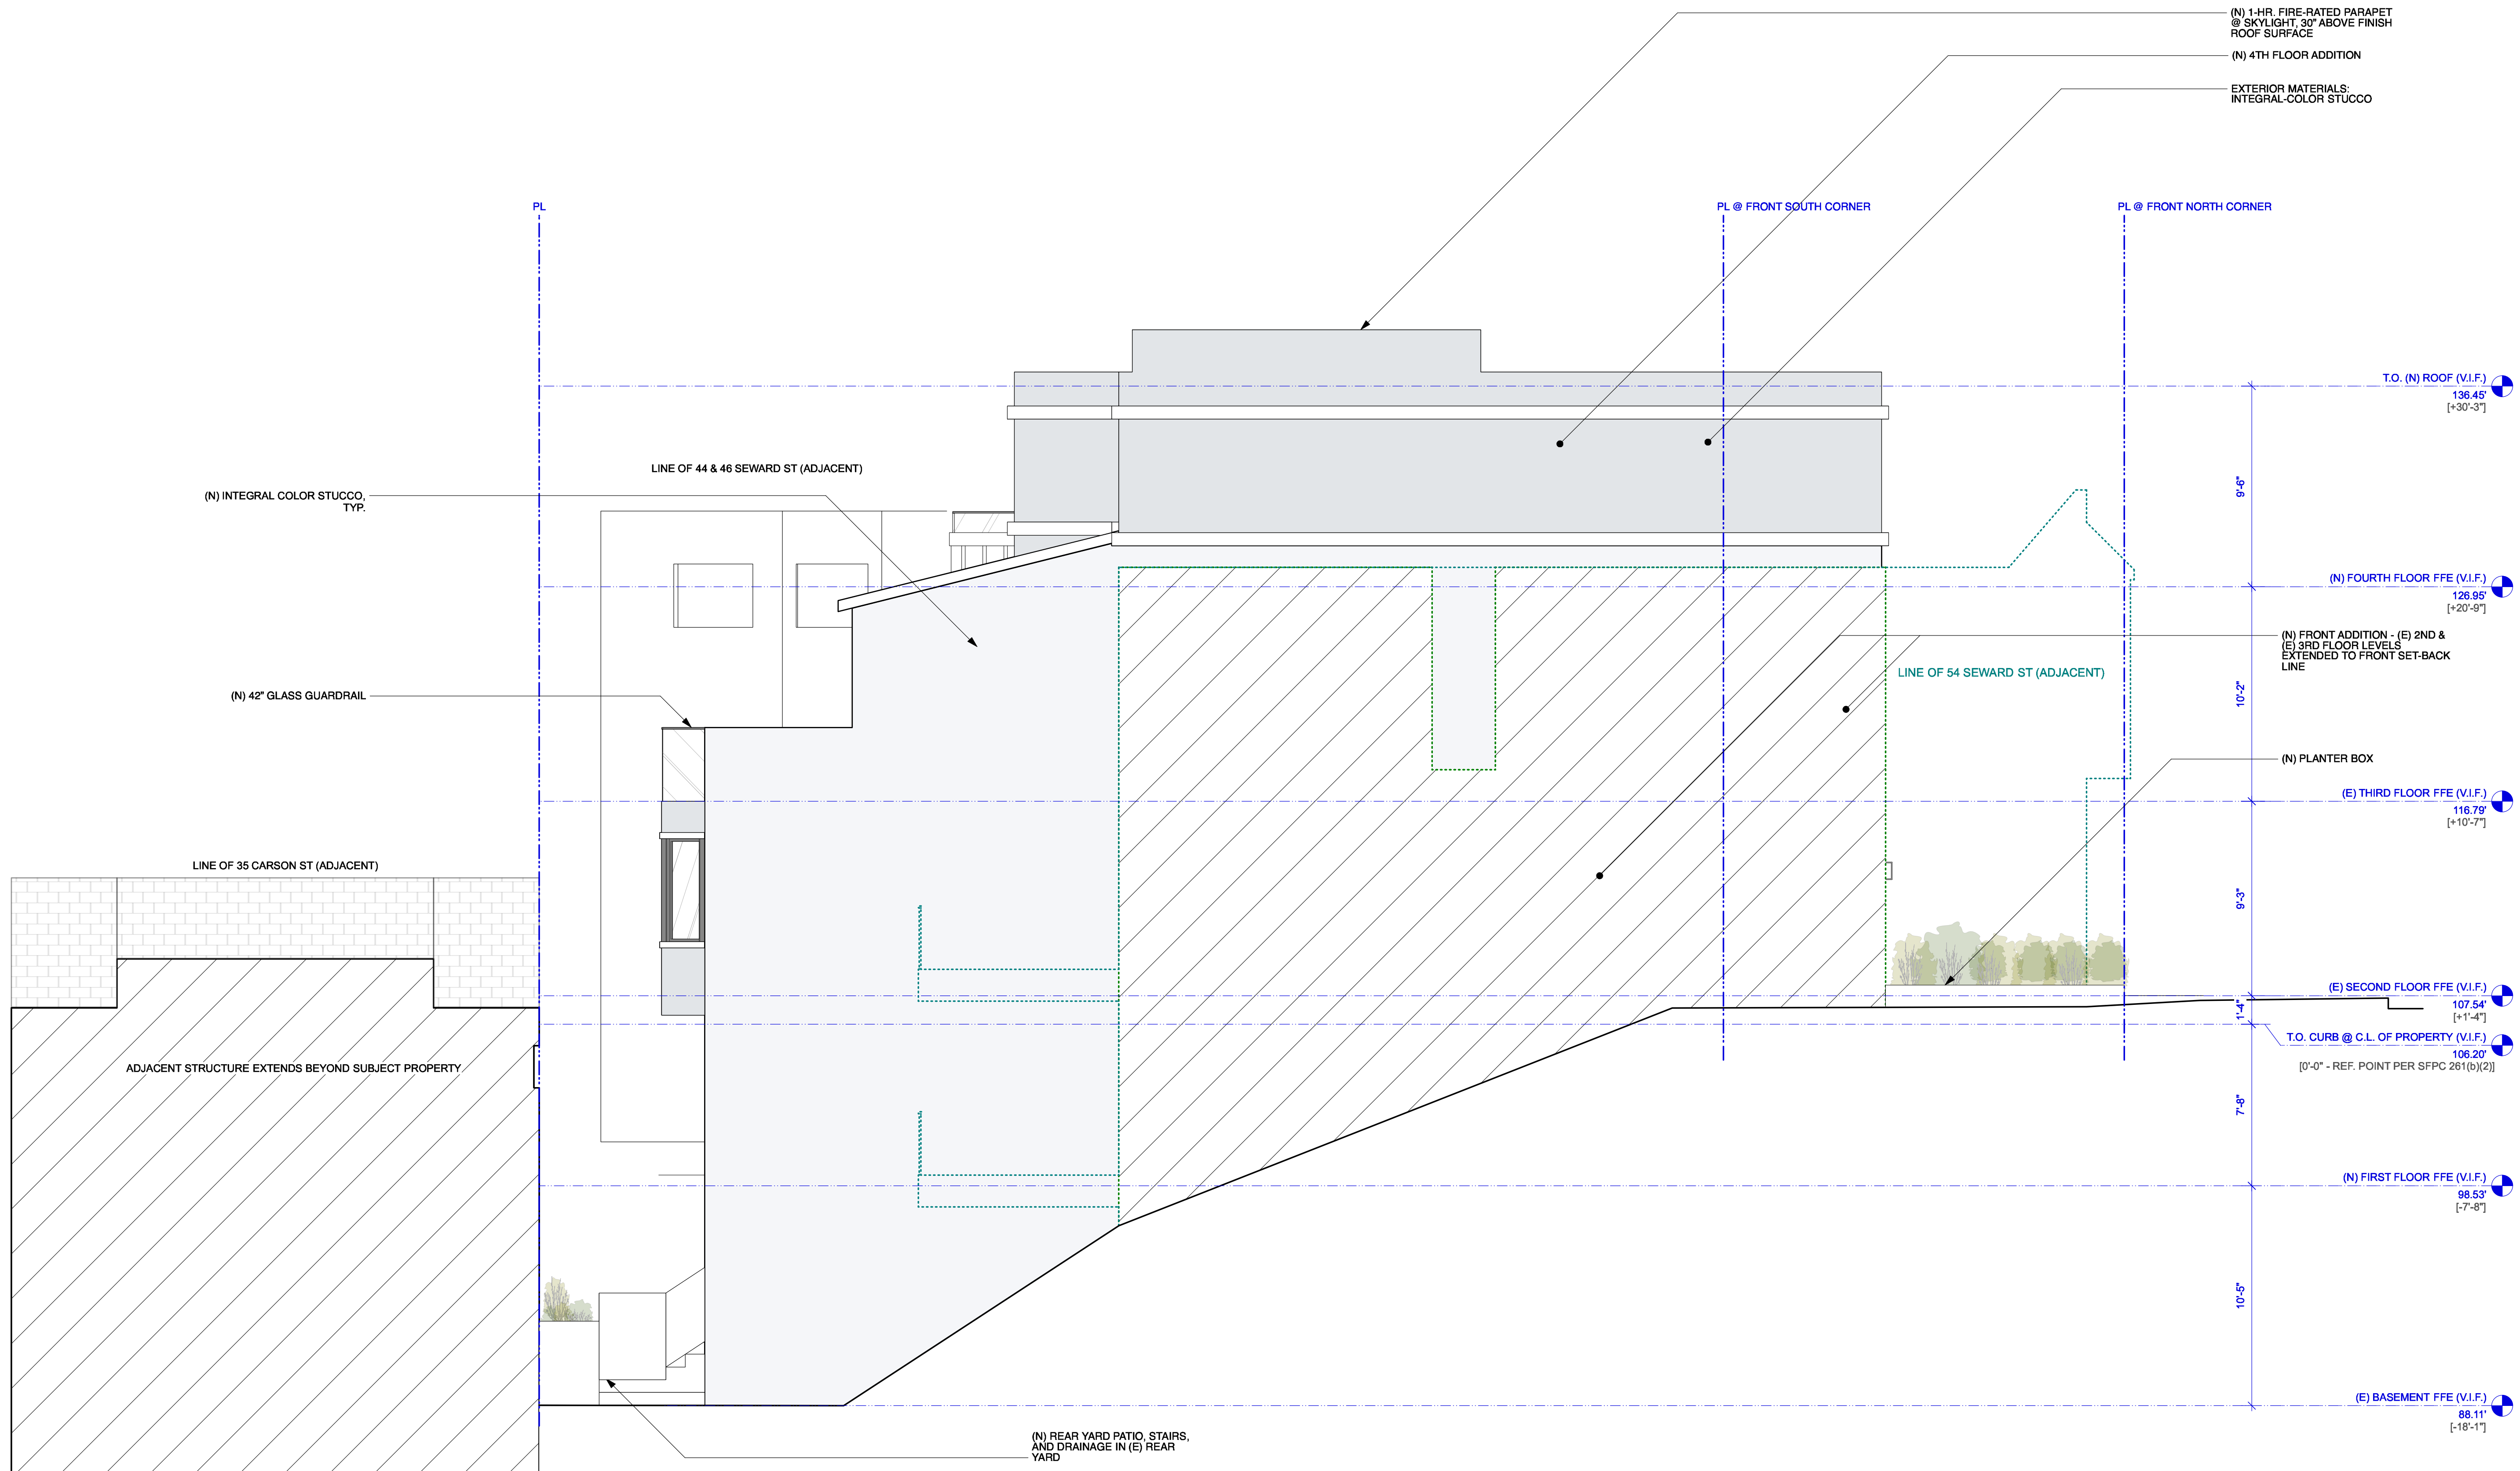 (N) 1-HR. FIRE-RATED PARAPET
@ SKYLIGHT, 30" ABOVE FINISH
ROOF SURFACE
(N) 4TH FLOOR ADDITION
EXTERIOR MATERIALS:
INTEGRAL-COLOR STUCCO
PL
PL @ FRONT SOUTH CORNER
PL @ FRONT NORTH CORNER
T.O. (N) ROOF (V.I.F.)
136.45'
[+30'-3"]
LINE OF 44 & 46 SEWARD ST (ADJACENT)
(N) INTEGRAL COLOR STUCCO,
TYP.
9'-6"
(N) FOURTH FLOOR FFE (V.I.F.)
126.95'
[+20'-9"]
(N) FRONT ADDITION - (E) 2ND &
(E) 3RD FLOOR LEVELS
EXTENDED TO FRONT SET-BACK
LINE
LINE OF 54 SEWARD ST (ADJACENT)
(N) 42" GLASS GUARDRAIL
10'-2"
(N) PLANTER BOX
(E) THIRD FLOOR FFE (V.I.F.)
116.79'
[+10'-7"]
LINE OF 35 CARSON ST (ADJACENT)
9'-3"
(E) SECOND FLOOR FFE (V.I.F.)
107.54'
[+1'-4"]
1'-4"
T.O. CURB @ C.L. OF PROPERTY (V.I.F.)
106.20'
[0'-0" - REF. POINT PER SFPC 261(b)(2)]
ADJACENT STRUCTURE EXTENDS BEYOND SUBJECT PROPERTY
7'-8"
(N) FIRST FLOOR FFE (V.I.F.)
98.53'
[-7'-8"]
10'-5"
(E) BASEMENT FFE (V.I.F.)
88.11'
[-18'-1"]
(N) REAR YARD PATIO, STAIRS,
AND DRAINAGE IN (E) REAR
YARD